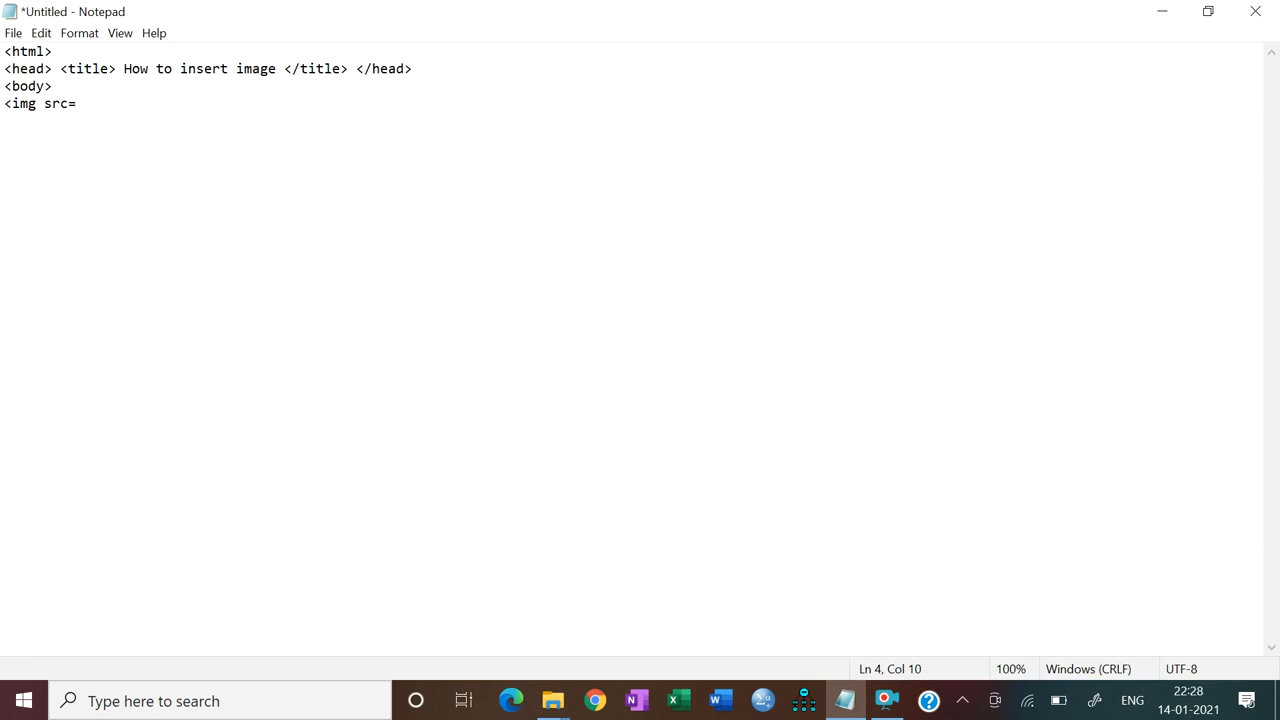 *Untitled - Notepad
File Edit Format View Help
<html>
<head> <title> How to insert image </title> </head>
<body>
<img src=
Ln 4, Col 10 100% Windows (CRLF) UTF-8
Type here to search
ENG
22:28
14-01-2021